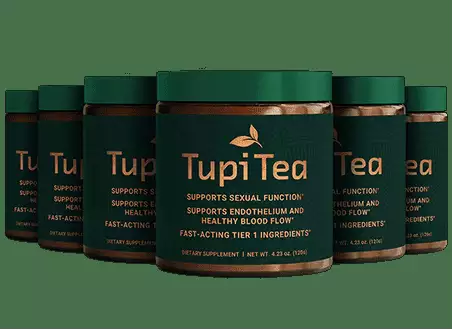 TupiTea
SUPPORTS SEXUAL FUNCTION*
SUPPORTS ENDOTHELIUM AND
HEALTHY BLOOD FLOW*
FAST-ACTING TIER 1 INGREDIENTS*
DIETARY SUPPLEMENT | NET WT. 4.23 oz. (120g)